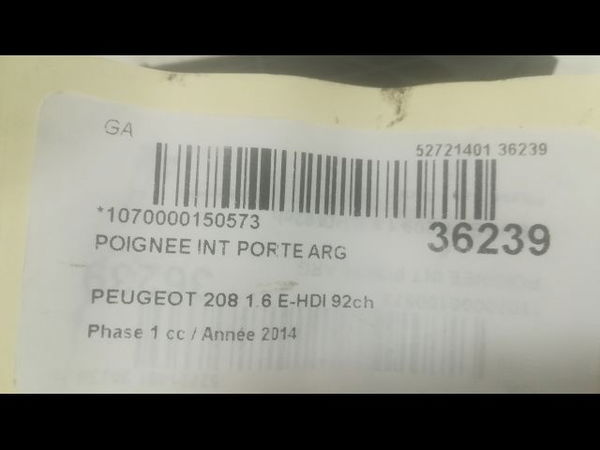 GA
52721401 36239
*1070000150573
36239
POIGNEE INT PORTE ARG
PEUGEOT 208 1.6 E-HDI 92ch
Phase 1 cc / Année 2014